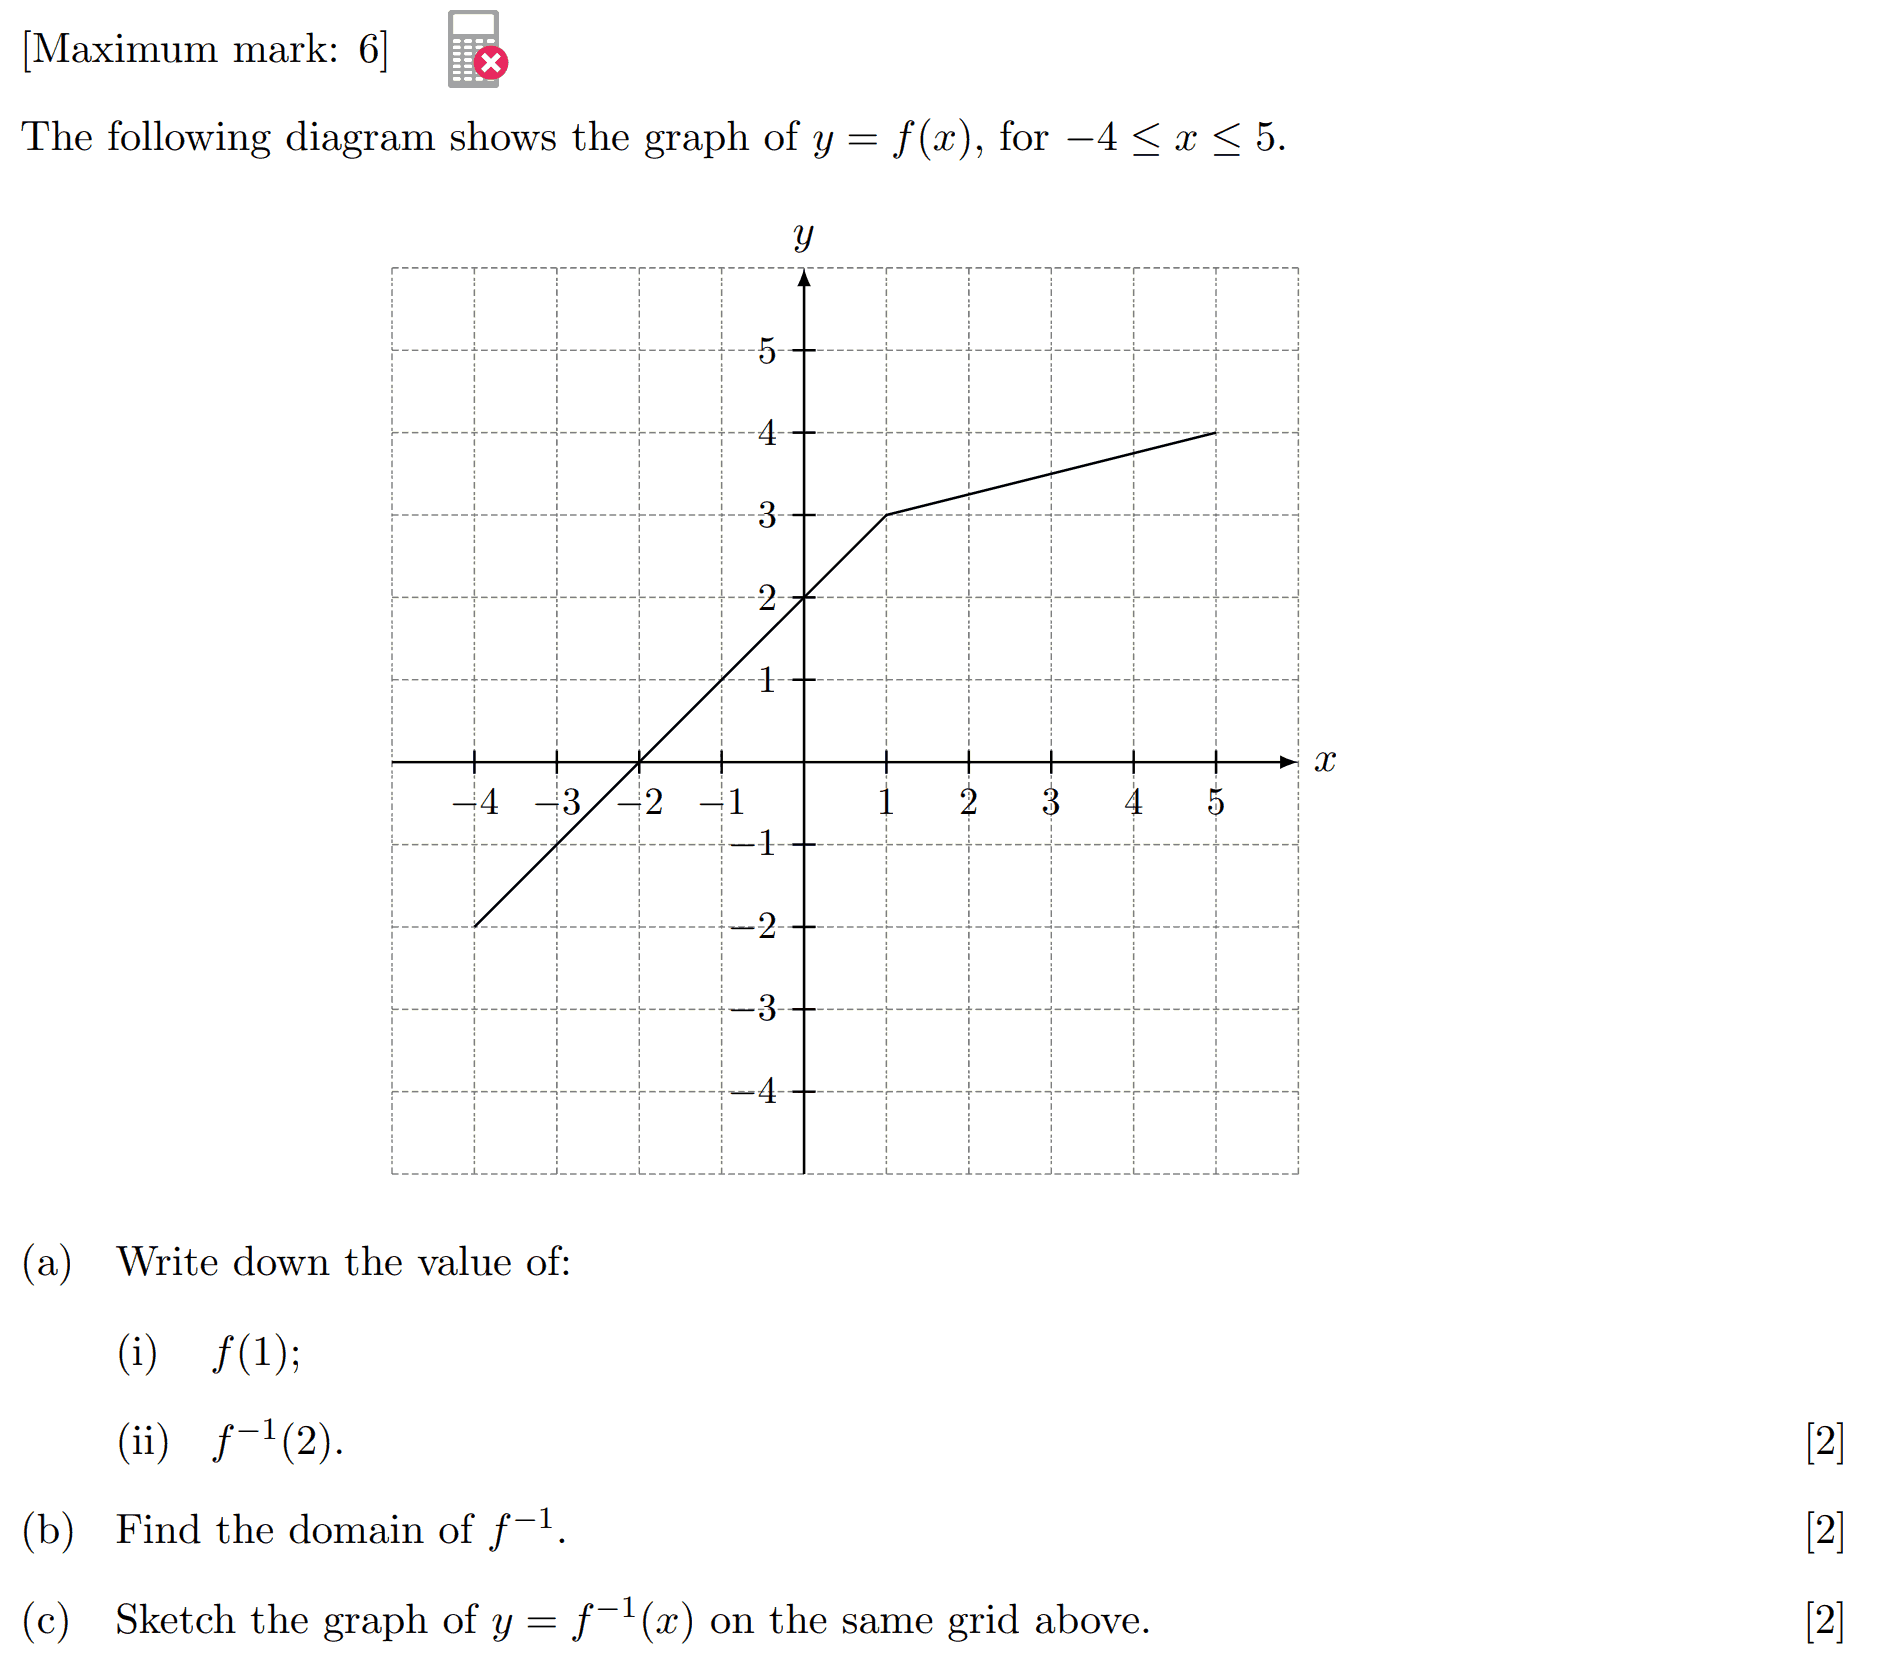 [Maximum mark: 6]
The following diagram shows the graph of y = f(x), for −4 ≤ x ≤ 5.
y
5
4
3
2
1
x
−4 −3 −2 −1 1 2 3 4 5
−1
−2
−3
−4
(a) Write down the value of:
(i) f(1);
(ii) f⁻¹(2). [2]
(b) Find the domain of f⁻¹. [2]
(c) Sketch the graph of y = f⁻¹(x) on the same grid above. [2]